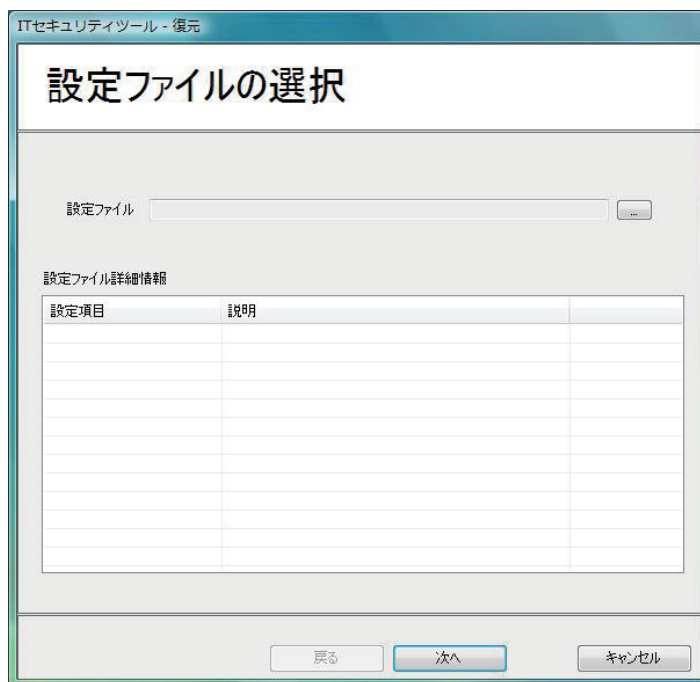 ITセキュリティツール - 復元
設定ファイルの選択
設定ファイル
...
設定ファイル詳細情報
設定項目 説明
戻る 次へ キャンセル